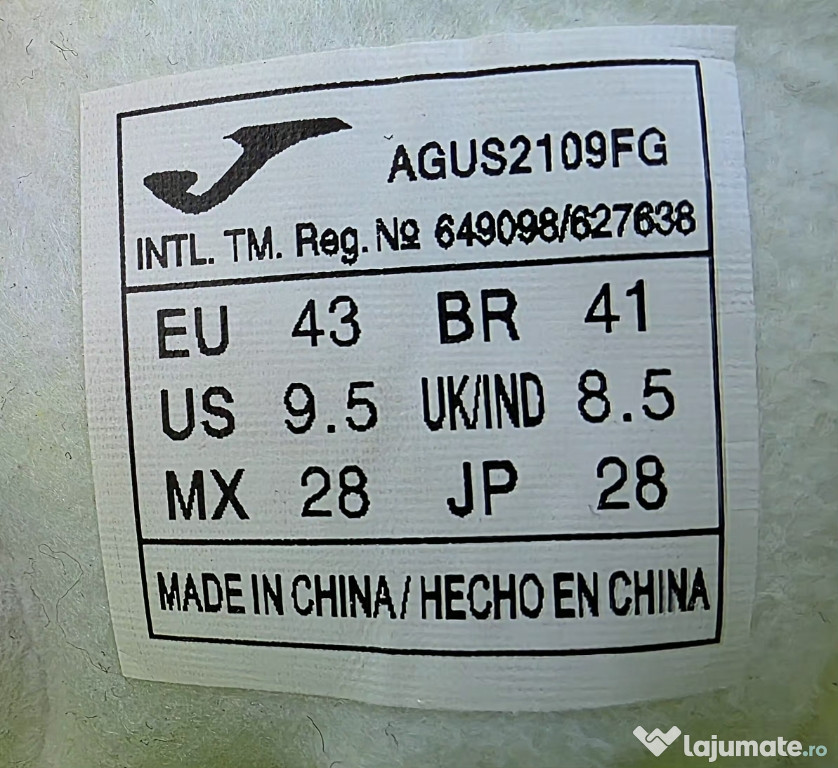 AGUS2109FG
INTL. TM. Reg. Nº 649098/627638
EU 43 BR 41
US 9.5 UK/IND 8.5
MX 28 JP 28
MADE IN CHINA/ HECHO EN CHINA
lajumate.ro